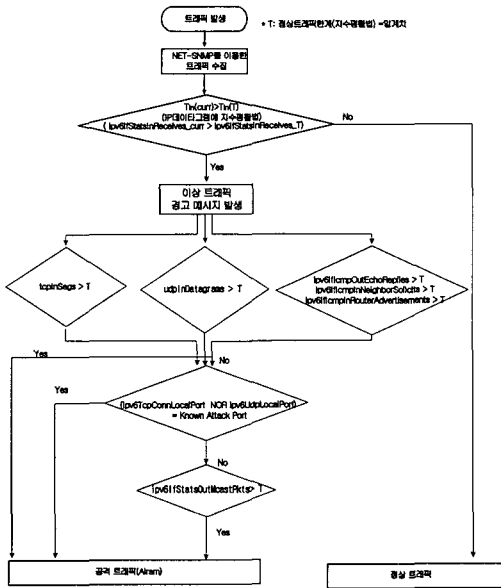 트래픽 발생
* T: 정상트래픽한계(지수평활법) =임계치
NET-SNMP를 이용한
트래픽 수집
Tin(curr)>Tin(T)
(IP데이타그램에 지수평활법)
( ipv6IfStatsInReceives_curr > ipv6IfStatsInReceives_T)
No
Yes
이상 트래픽
경고 메시지 발생
tcpInSegs > T
udpInDatagrams > T
ipv6IfIcmpOutEchoReplies > T
ipv6IfIcmpInNeighborSolicits > T
ipv6IfIcmpInRouterAdvertisements > T
Yes
No
Yes
(ipv6TcpConnLocalPort NOR ipv6UdpLocalPort)
= Known Attack Port
No
ipv6IfStatsOutMcastPkts> T
Yes
공격 트래픽(Alram)
정상 트래픽